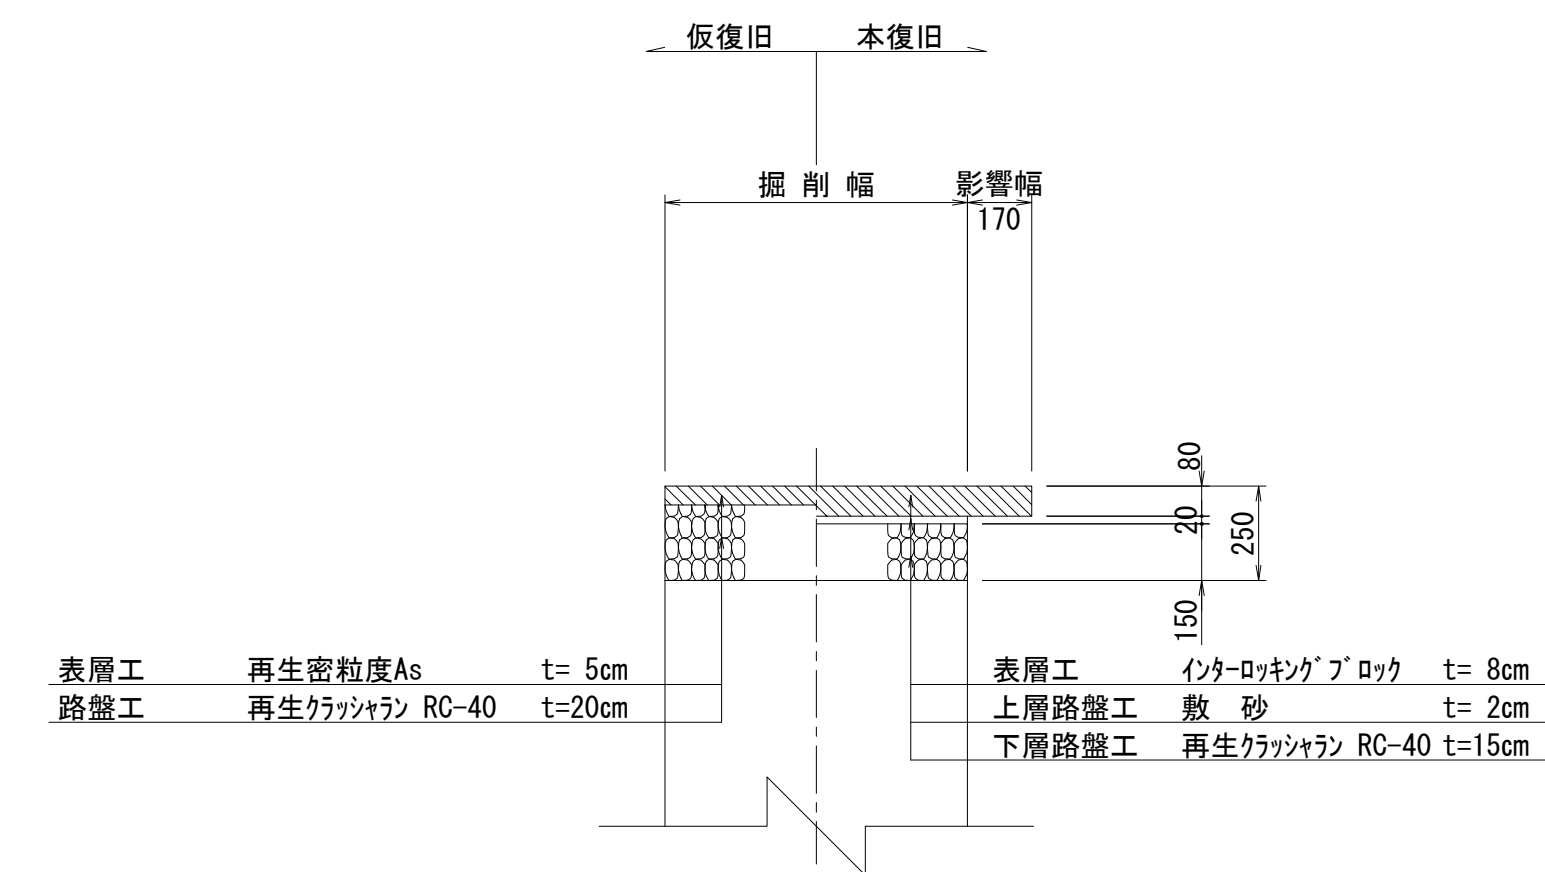 仮復旧 本復旧
掘 削 幅 影響幅
170
80
20
250
150
表層工 再生密粒度As t= 5cm
路盤工 再生ｸﾗｯｼｬﾗﾝ RC-40 t=20cm
表層工 ｲﾝﾀｰﾛｯｷﾝｸﾞﾌﾞﾛｯｸ t= 8cm
上層路盤工 敷 砂 t= 2cm
下層路盤工 再生ｸﾗｯｼｬﾗﾝ RC-40 t=15cm